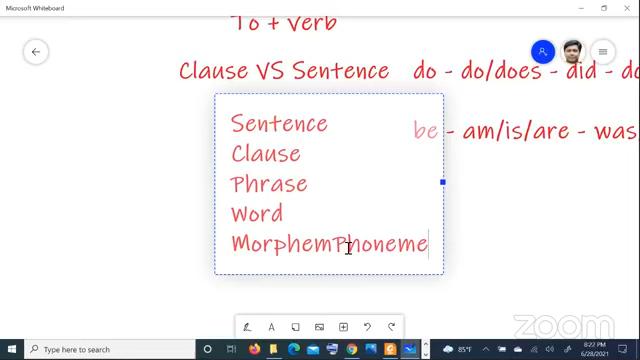 Microsoft Whiteboard
To + verb
Clause VS Sentence do - do/does - did - do
be - am/is/are - was/
Sentence
Clause
Phrase
Word
MorphemPhoneme
zoom
Type here to search
85°F
8:22 PM
6/28/2021